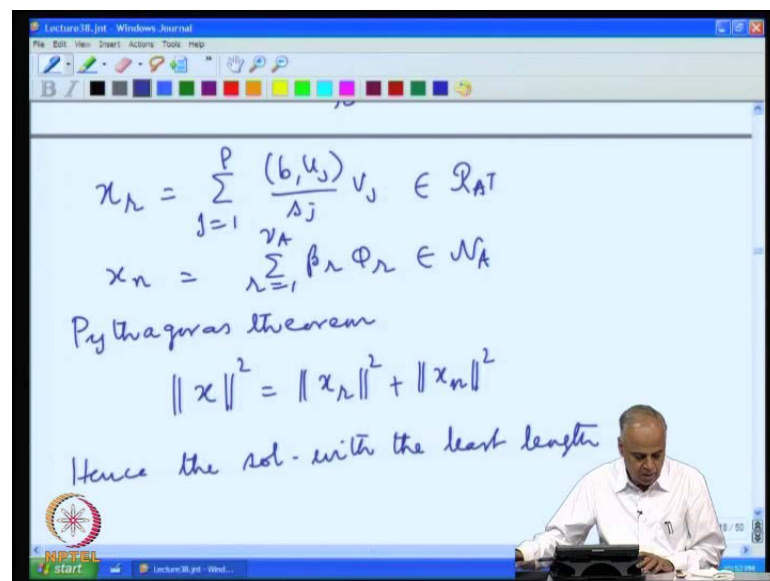 Lecture38.jnt - Windows Journal
File Edit View Insert Actions Tools Help
B I
x_r = Σ_{j=1}^{ρ} (b, u_j)/s_j v_j ∈ R_{A^T}
x_n = Σ_{r=1}^{ν_A} β_r φ_r ∈ N_A
Pythagoras theorem
‖x‖² = ‖x_r‖² + ‖x_n‖²
Hence the sol. with the least length
18 / 50
NPTEL
start Lecture38.jnt - Wind...